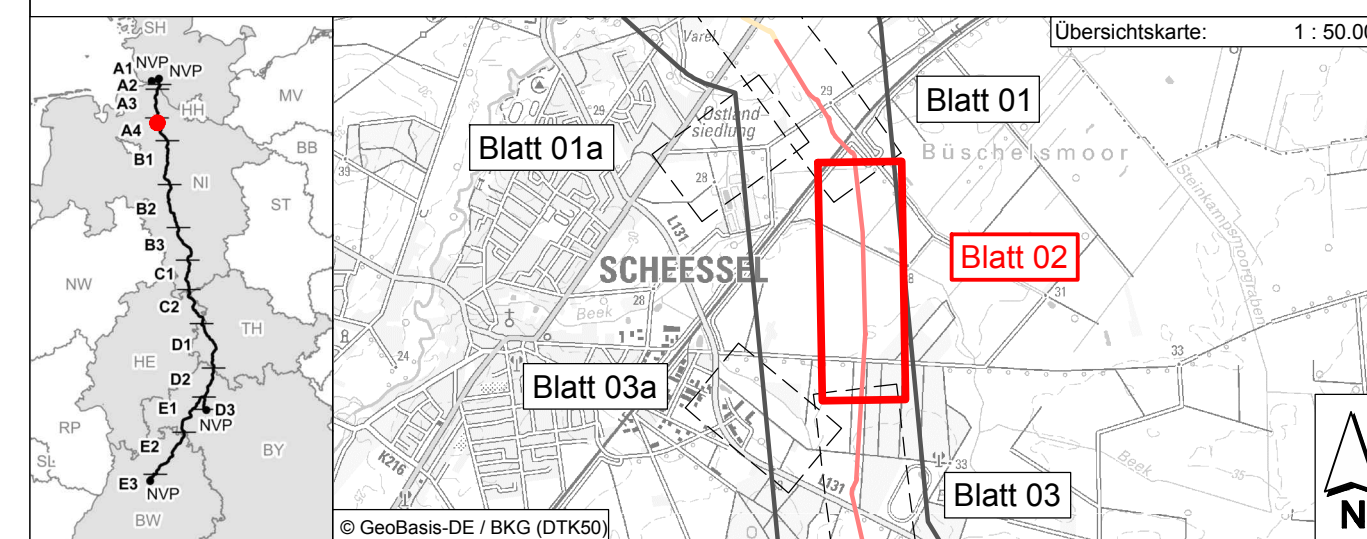 SH
A1
NVP
NVP
A2
A3
HH
MV
A4
BB
B1
NI
ST
B2
B3
NW
C1
C2
TH
D1
HE
D2
E1
D3
NVP
RP
E2
BY
SL
E3
NVP
BW
Übersichtskarte:
Varel
29
Blatt 01
Ostland-
siedlung
29
Blatt 01a
Büschelsmoor
39
28
Steinkampsmoorgraben
L131
30
Blatt 02
SCHEESSEL
31
28
Beek
33
24
Blatt 03a
K216
L131
33
Beek
35
Blatt 03
N
© GeoBasis-DE / BKG (DTK50)